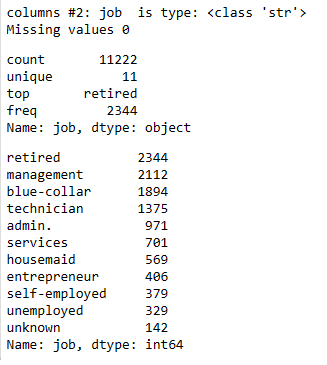 columns #2: job  is type: <class 'str'>
Missing values 0
count       11222
unique         11
top       retired
freq         2344
Name: job, dtype: object
retired          2344
management       2112
blue-collar      1894
technician       1375
admin.            971
services          701
housemaid         569
entrepreneur      406
self-employed     379
unemployed        329
unknown           142
Name: job, dtype: int64